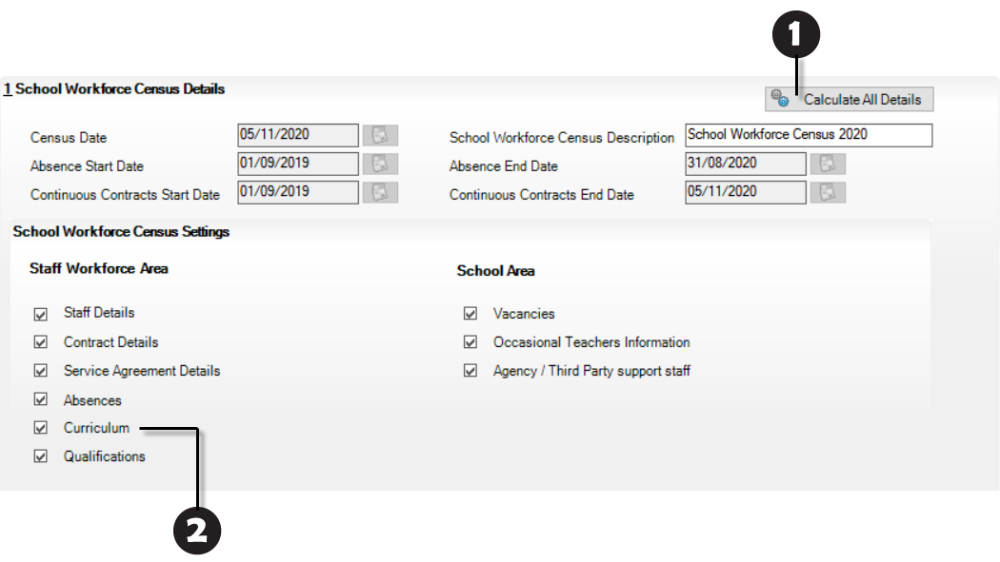 1
1 School Workforce Census Details
Calculate All Details
Census Date 05/11/2020 School Workforce Census Description School Workforce Census 2020
Absence Start Date 01/09/2019 Absence End Date 31/08/2020
Continuous Contracts Start Date 01/09/2019 Continuous Contracts End Date 05/11/2020
School Workforce Census Settings
Staff Workforce Area School Area
Staff Details Vacancies
Contract Details Occasional Teachers Information
Service Agreement Details Agency / Third Party support staff
Absences
Curriculum
Qualifications
2